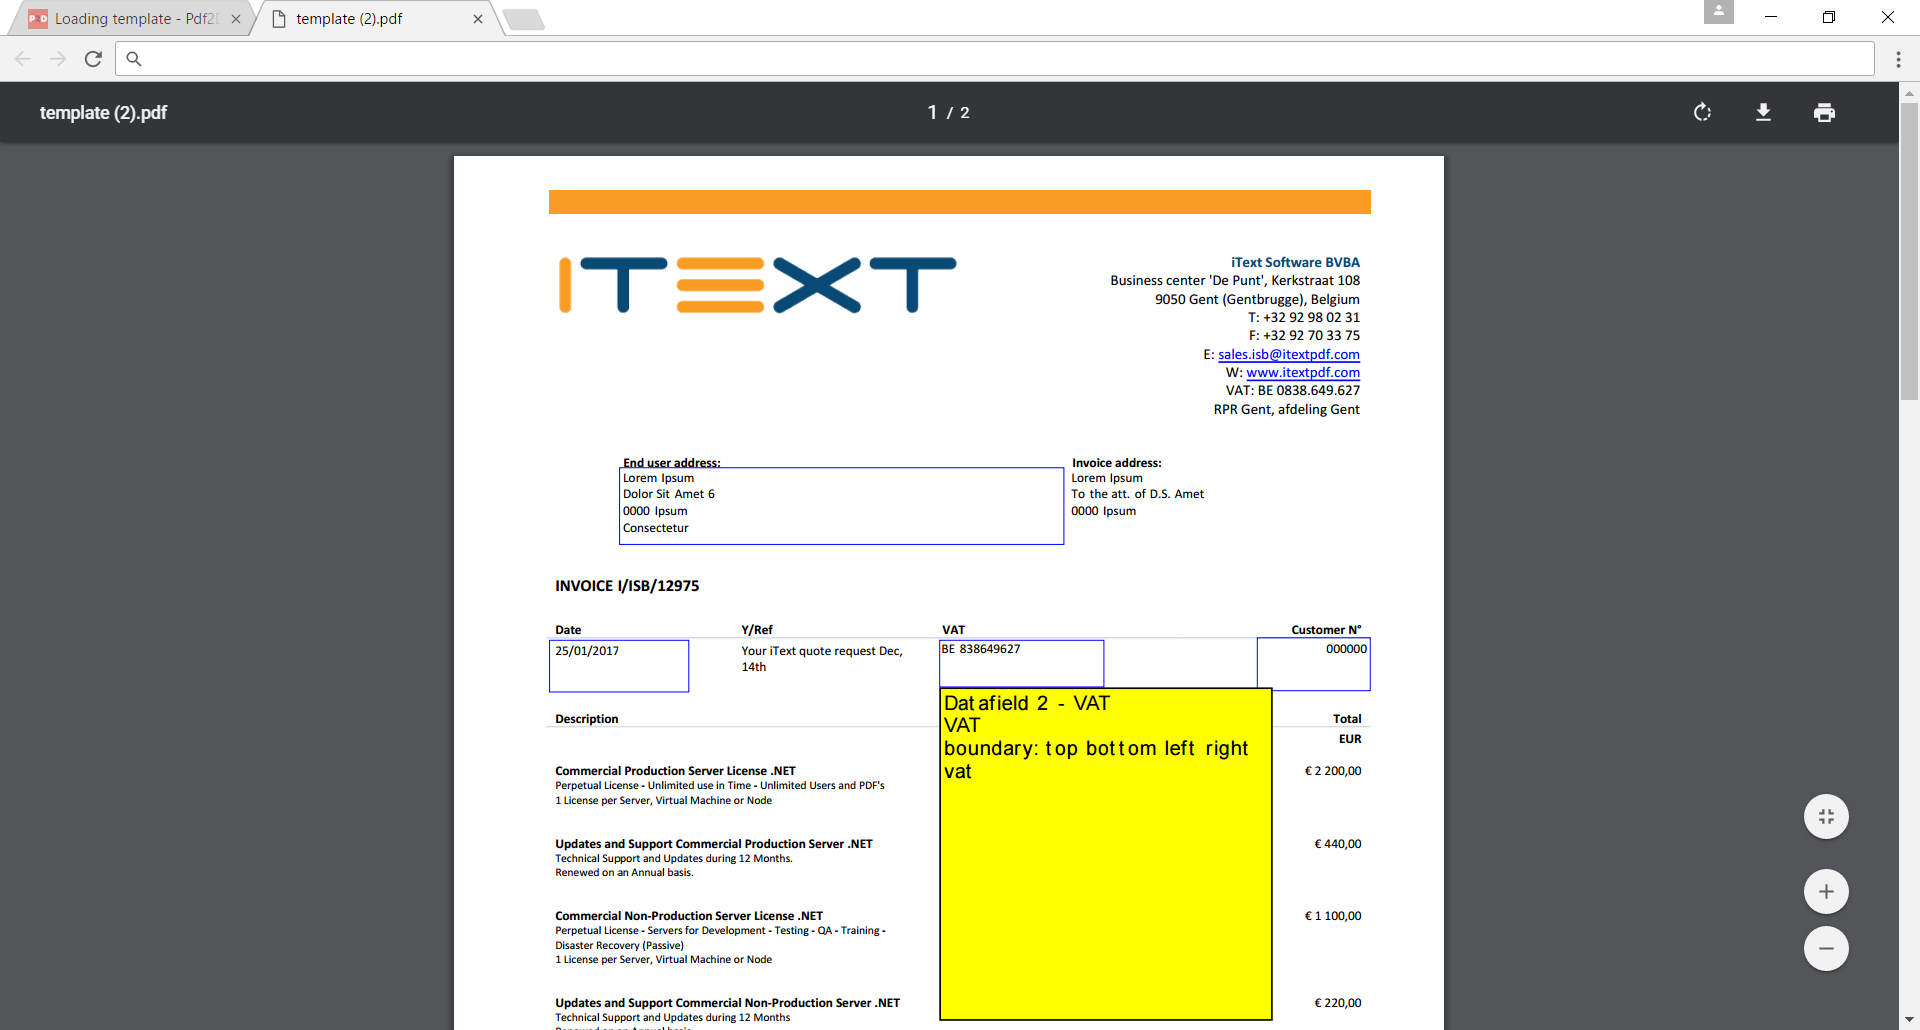 Loading template - Pdf2D
template (2).pdf
template (2).pdf
1 / 2
ITEXT
iText Software BVBA
Business center 'De Punt', Kerkstraat 108
9050 Gent (Gentbrugge), Belgium
T: +32 92 98 02 31
F: +32 92 70 33 75
E: sales.isb@itextpdf.com
W: www.itextpdf.com
VAT: BE 0838.649.627
RPR Gent, afdeling Gent
End user address:
Lorem Ipsum
Dolor Sit Amet 6
0000 Ipsum
Consectetur
Invoice address:
Lorem Ipsum
To the att. of D.S. Amet
0000 Ipsum
INVOICE I/ISB/12975
Date Y/Ref VAT Customer N°
25/01/2017 Your iText quote request Dec, BE 838649627 000000
14th
Datafield 2 - VAT
VAT
boundary: top bottom left right
vat
Description Total
EUR
Commercial Production Server License .NET € 2 200,00
Perpetual License - Unlimited use in Time - Unlimited Users and PDF's
1 License per Server, Virtual Machine or Node
Updates and Support Commercial Production Server .NET € 440,00
Technical Support and Updates during 12 Months.
Renewed on an Annual basis.
Commercial Non-Production Server License .NET € 1 100,00
Perpetual License - Servers for Development - Testing - QA - Training -
Disaster Recovery (Passive)
1 License per Server, Virtual Machine or Node
Updates and Support Commercial Non-Production Server .NET € 220,00
Technical Support and Updates during 12 Months